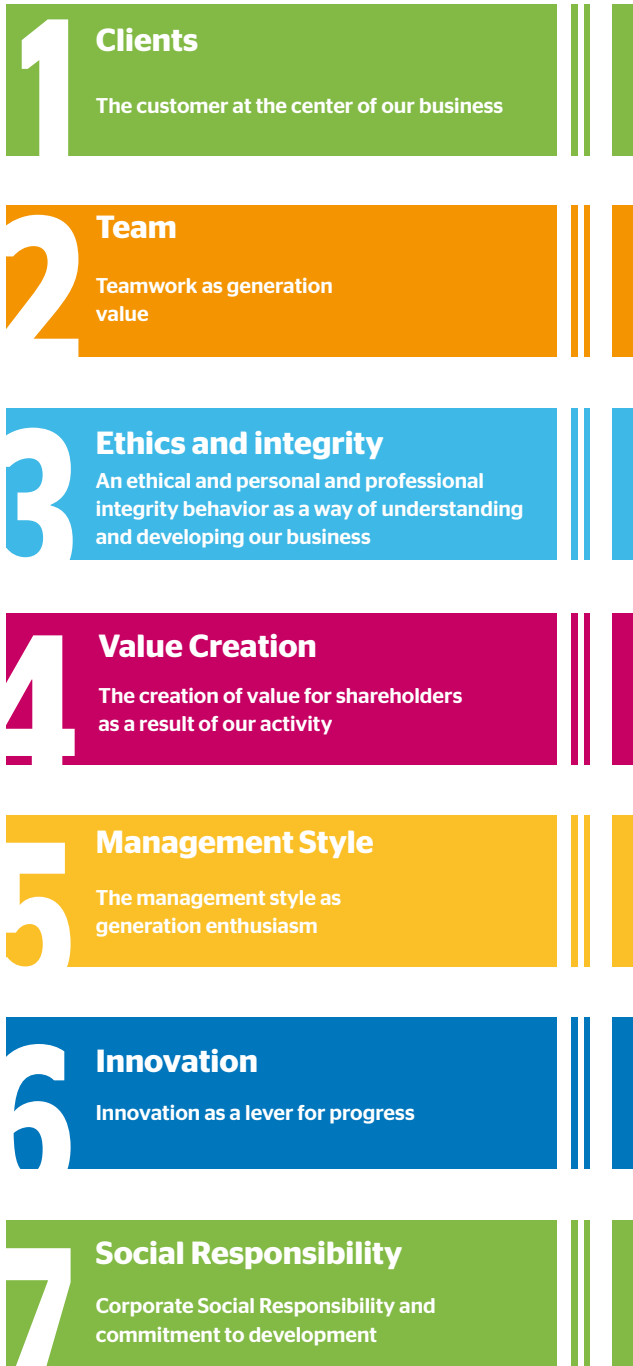 1
Clients
The customer at the center of our business
2
Team
Teamwork as generation
value
3
Ethics and integrity
An ethical and personal and professional
integrity behavior as a way of understanding
and developing our business
4
Value Creation
The creation of value for shareholders
as a result of our activity
5
Management Style
The management style as
generation enthusiasm
6
Innovation
Innovation as a lever for progress
7
Social Responsibility
Corporate Social Responsibility and
commitment to development